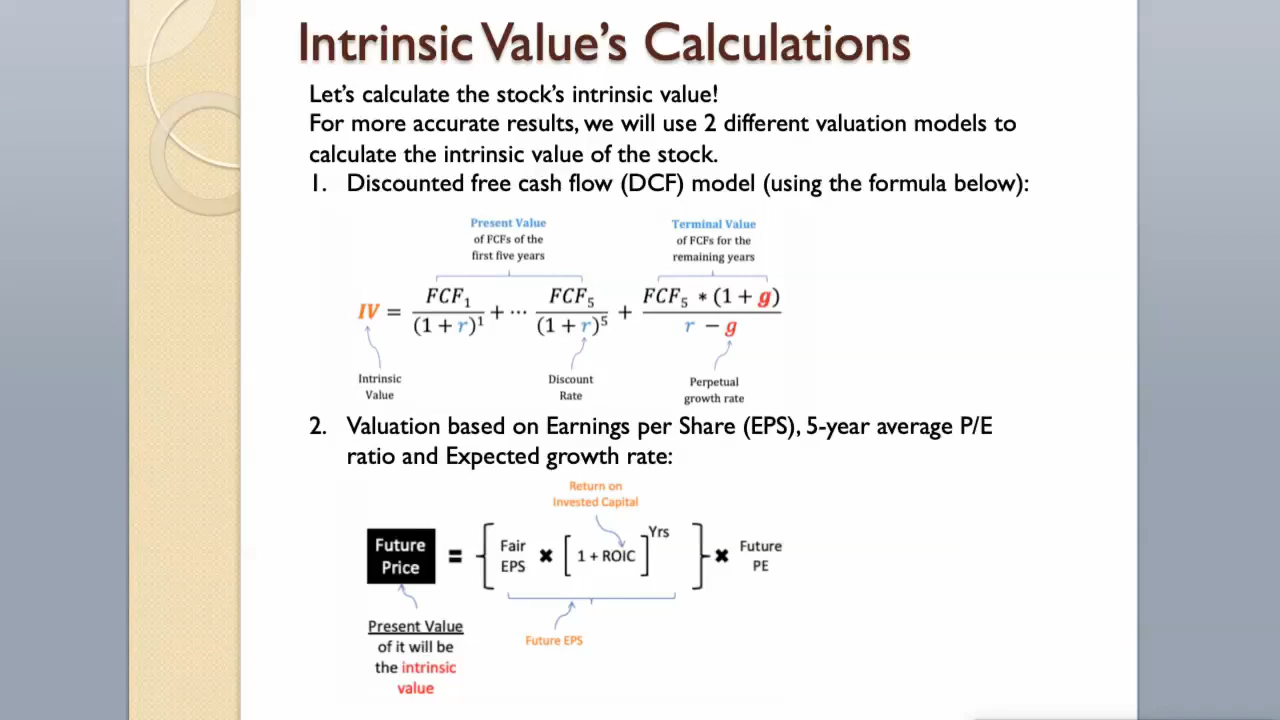 Intrinsic Value's Calculations
Let's calculate the stock's intrinsic value!
For more accurate results, we will use 2 different valuation models to
calculate the intrinsic value of the stock.
1. Discounted free cash flow (DCF) model (using the formula below):
Present Value
of FCFs of the
first five years
Terminal Value
of FCFs for the
remaining years
IV = FCF₁ / (1 + r)¹ + ⋯ FCF₅ / (1 + r)⁵ + FCF₅ * (1 + g) / r − g
Intrinsic
Value
Discount
Rate
Perpetual
growth rate
2. Valuation based on Earnings per Share (EPS), 5-year average P/E
ratio and Expected growth rate:
Return on
Invested Capital
Future
Price
=
{
Fair
EPS
×
[1 + ROIC]
Yrs
}
×
Future
PE
Future EPS
Present Value
of it will be
the intrinsic
value